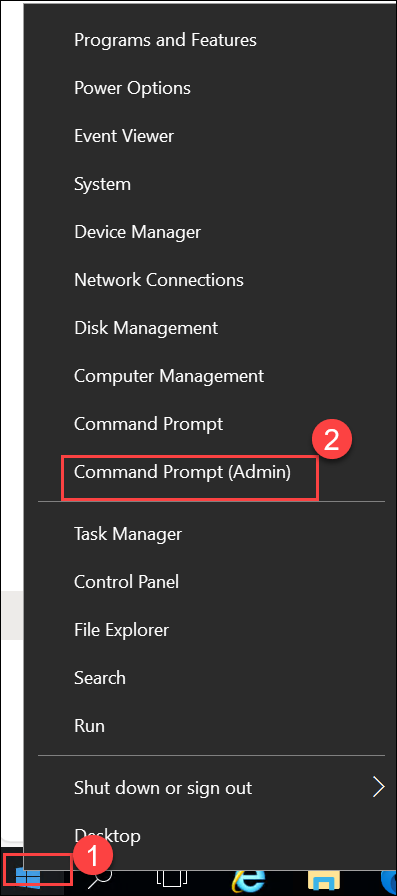 Programs and Features
Power Options
Event Viewer
System
Device Manager
Network Connections
Disk Management
Computer Management
Command Prompt
2
Command Prompt (Admin)
Task Manager
Control Panel
File Explorer
Search
Run
Shut down or sign out
Desktop
1